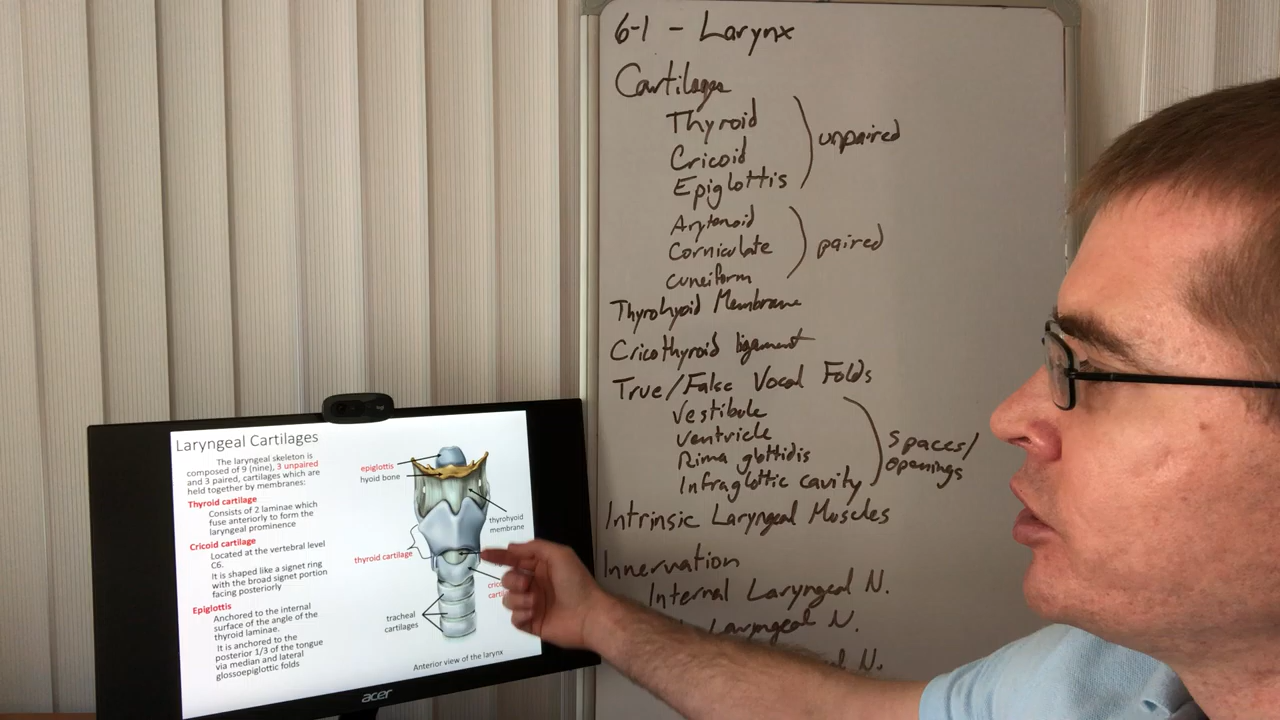 6-1 - Larynx
Cartilages
Thyroid
Cricoid
Epiglottis
unpaired
Arytenoid
Corniculate
cuneiform
paired
Thyrohyoid Membrane
Cricothyroid ligament
True/False Vocal Folds
Vestibule
ventricle
Rima glottidis
Infraglottic cavity
spaces/
openings
Intrinsic Laryngeal Muscles
Innervation
Internal Laryngeal N.
Laryngeal N.
N.
Laryngeal Cartilages
The laryngeal skeleton is
composed of 9 (nine), 3 unpaired
and 3 paired, cartilages which are
held together by membranes:
Thyroid cartilage
Consists of 2 laminae which
fuse anteriorly to form the
laryngeal prominence
Cricoid cartilage
Located at the vertebral level
C6.
It is shaped like a signet ring
with the broad signet portion
facing posteriorly
Epiglottis
Anchored to the internal
surface of the angle of the
thyroid laminae.
It is anchored to the
posterior 1/3 of the tongue
via median and lateral
glossoepiglottic folds
epiglottis
hyoid bone
thyrohyoid
membrane
thyroid cartilage
tracheal
cartilages
Anterior view of the larynx
acer